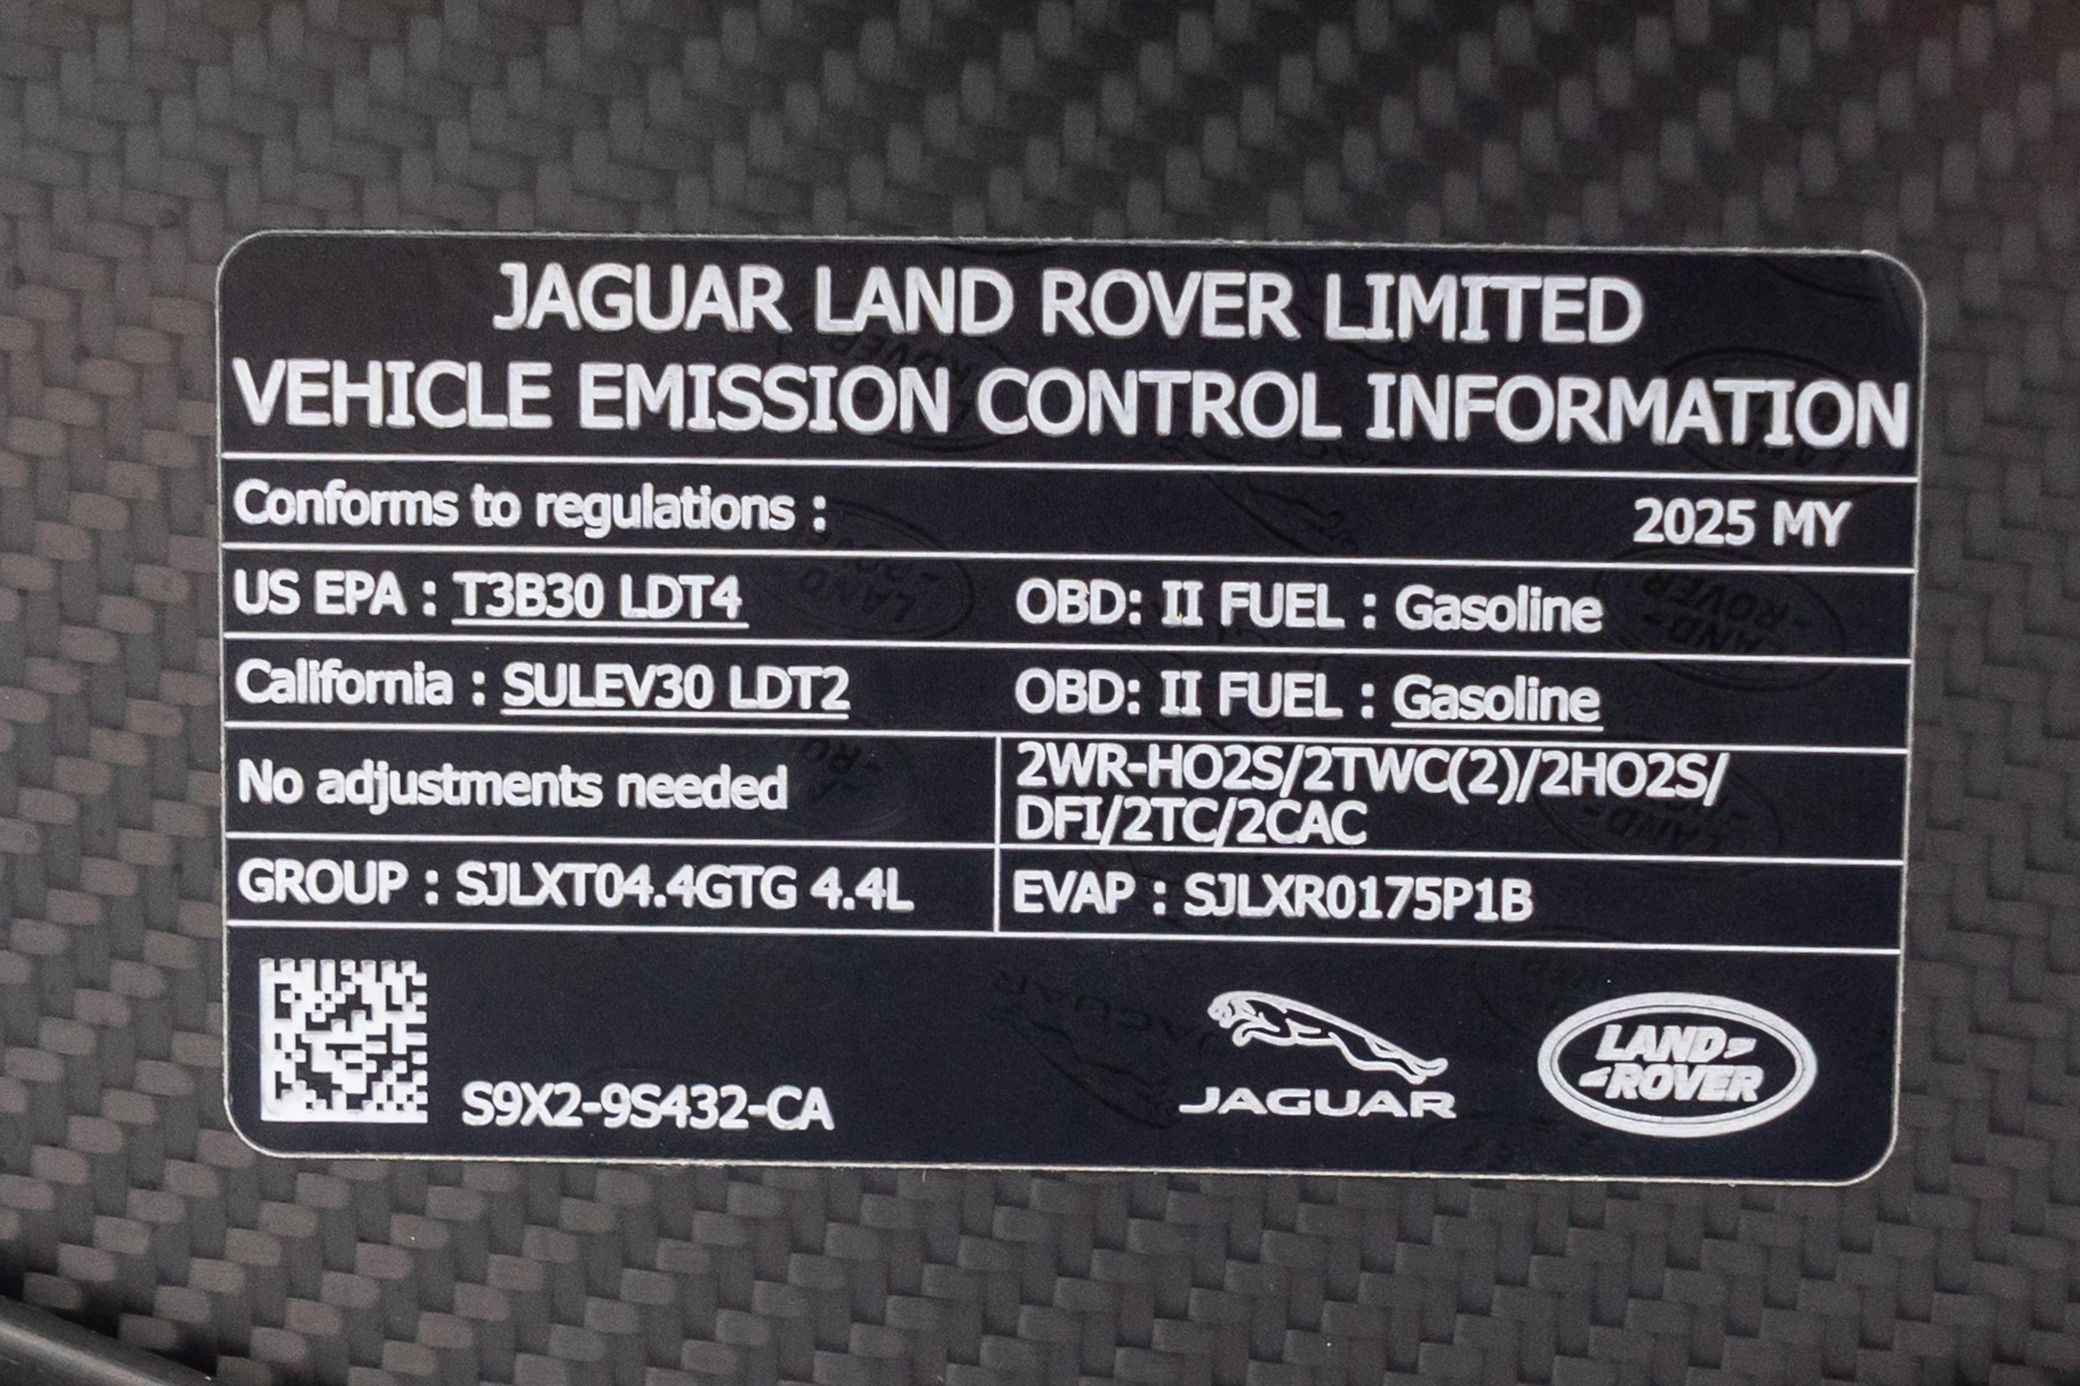 JAGUAR LAND ROVER LIMITED
VEHICLE EMISSION CONTROL INFORMATION
Conforms to regulations : 2025 MY
US EPA : T3B30 LDT4 OBD: II FUEL : Gasoline
California : SULEV30 LDT2 OBD: II FUEL : Gasoline
No adjustments needed
2WR-HO2S/2TWC(2)/2HO2S/
DFI/2TC/2CAC
GROUP : SJLXT04.4GTG 4.4L EVAP : SJLXR0175P1B
S9X2-9S432-CA
JAGUAR
LAND-
-ROVER